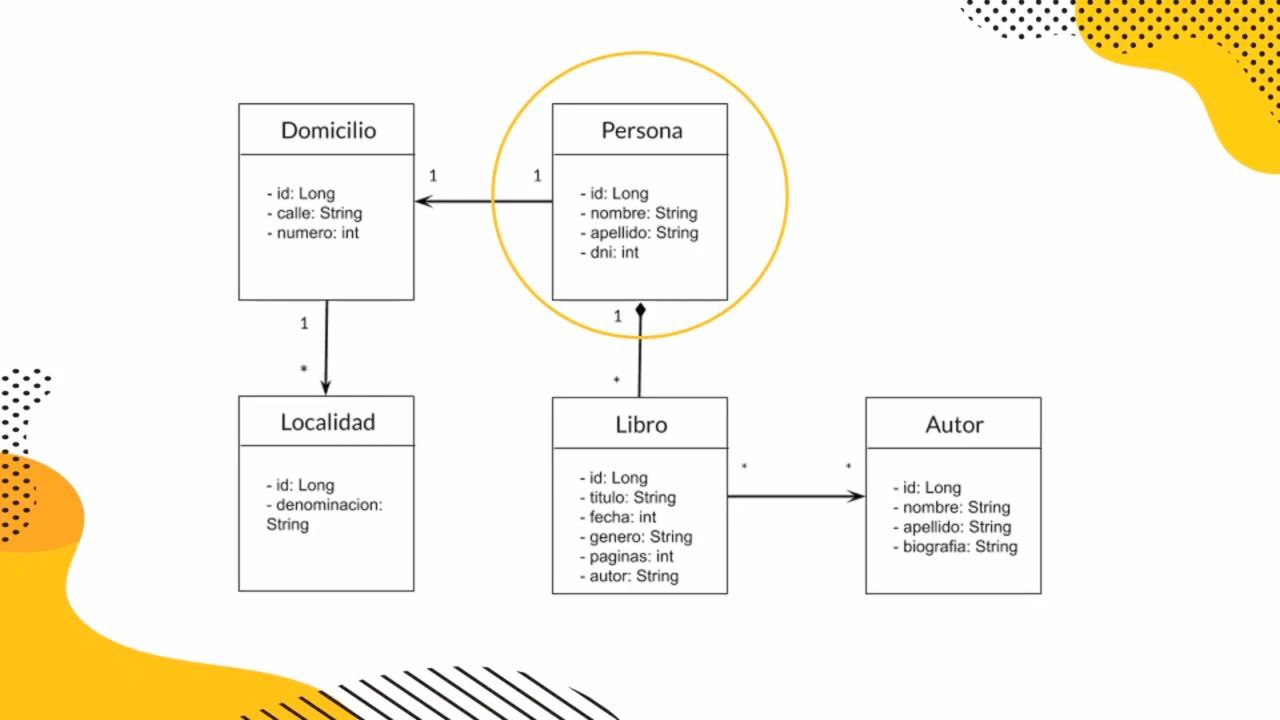 Domicilio
- id: Long
- calle: String
- numero: int
1
1
Persona
- id: Long
- nombre: String
- apellido: String
- dni: int
1
*
1
*
Localidad
- id: Long
- denominacion:
String
Libro
- id: Long
- titulo: String
- fecha: int
- genero: String
- paginas: int
- autor: String
*
*
Autor
- id: Long
- nombre: String
- apellido: String
- biografia: String